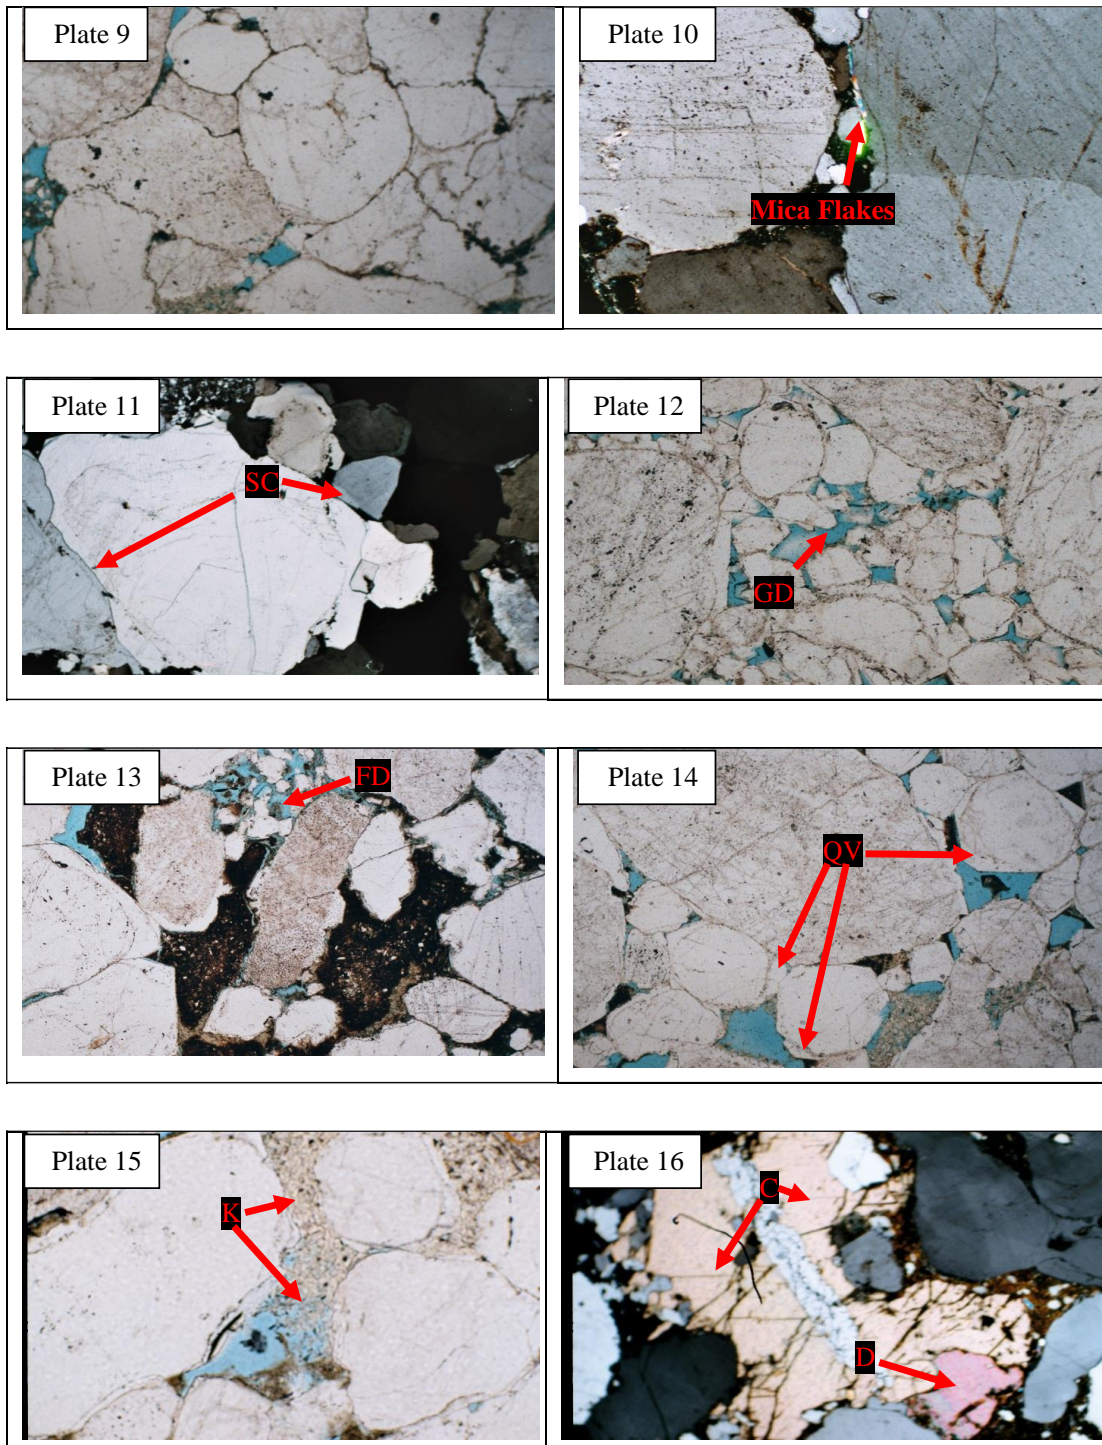 Plate 9
Plate 10
Mica Flakes
Plate 11
SC
Plate 12
GD
Plate 13
FD
Plate 14
QV
Plate 15
K
Plate 16
C
D